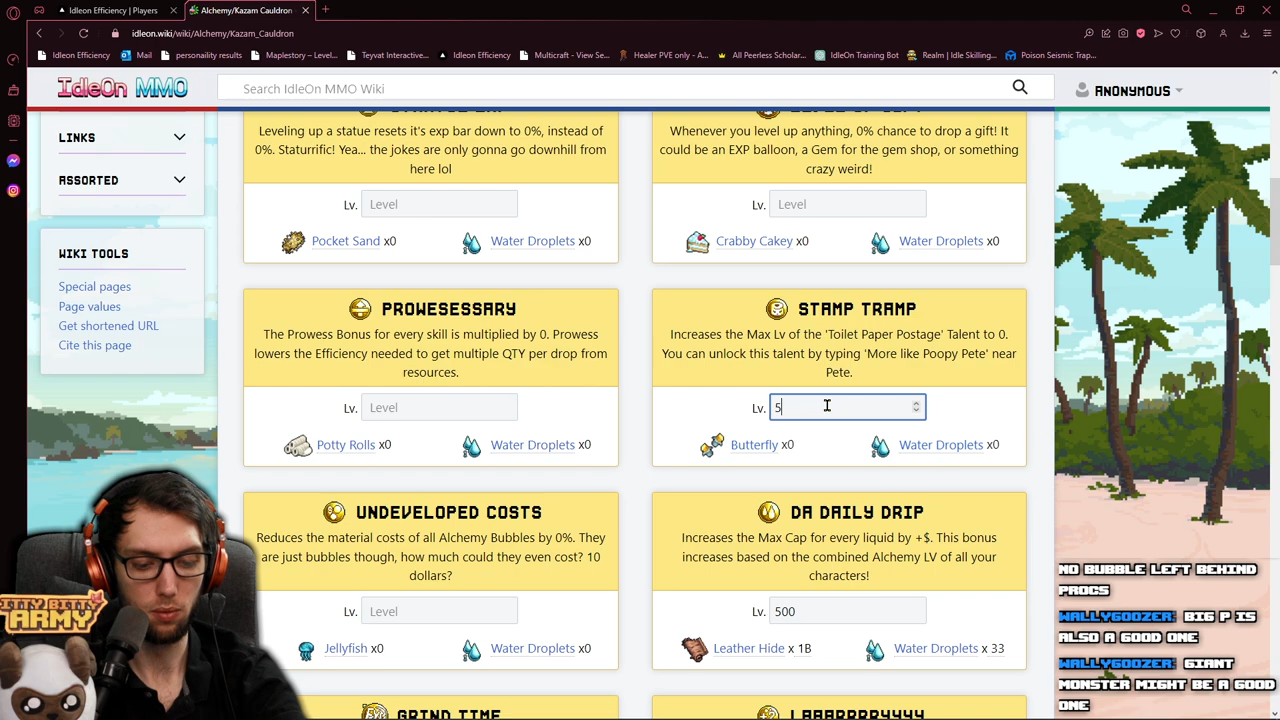 Idleon Efficiency | Players
Alchemy/Kazam Cauldron
idleon.wiki/wiki/Alchemy/Kazam_Cauldron
Idleon Efficiency
Mail
personaility results
Maplestory – Level...
Teyvat Interactive...
Idleon Efficiency
Multicraft - View Se...
Healer PVE only - A...
All Peerless Scholar...
IdleOn Training Bot
Realm | Idle Skilling...
Poison Seismic Trap...
IDLEON MMO
Search IdleOn MMO Wiki
ANONYMOUS
LINKS
ASSORTED
WIKI TOOLS
Special pages
Page values
Get shortened URL
Cite this page
Leveling up a statue resets it's exp bar down to 0%, instead of
0%. Staturrific! Yea... the jokes are only gonna go downhill from
here lol
Lv. Level
Pocket Sand x0
Water Droplets x0
Whenever you level up anything, 0% chance to drop a gift! It
could be an EXP balloon, a Gem for the gem shop, or something
crazy weird!
Lv. Level
Crabby Cakey x0
Water Droplets x0
PROWESESSARY
The Prowess Bonus for every skill is multiplied by 0. Prowess
lowers the Efficiency needed to get multiple QTY per drop from
resources.
Lv. Level
Potty Rolls x0
Water Droplets x0
STAMP TRAMP
Increases the Max Lv of the 'Toilet Paper Postage' Talent to 0.
You can unlock this talent by typing 'More like Poopy Pete' near
Pete.
Lv. 5
Butterfly x0
Water Droplets x0
UNDEVELOPED COSTS
Reduces the material costs of all Alchemy Bubbles by 0%. They
are just bubbles though, how much could they even cost? 10
dollars?
Lv. Level
Jellyfish x0
Water Droplets x0
DA DAILY DRIP
Increases the Max Cap for every liquid by +$. This bonus
increases based on the combined Alchemy LV of all your
characters!
Lv. 500
Leather Hide x 1B
Water Droplets x 33
GRIND TIME
LAAARRRRYYYY
ITTY BITTY
ARMY
NO BUBBLE LEFT BEHIND
PROCS
WALLYGOOZER: BIG P IS
ALSO A GOOD ONE
WALLYGOOZER: GIANT
MONSTER MIGHT BE A GOOD
ONE